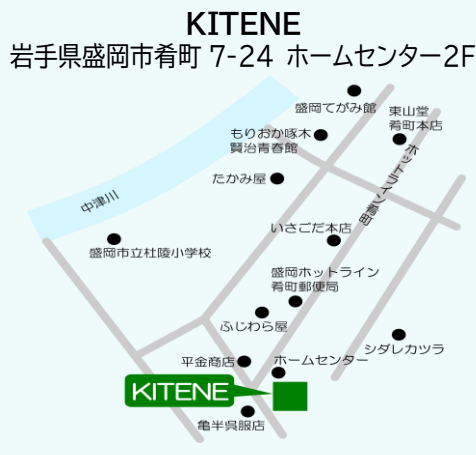 KITENE
岩手県盛岡市肴町 7-24 ホームセンター2F
盛岡てがみ館
東山堂
肴町本店
もりおか啄木
賢治青春館
ホットライン肴町
たかみ屋
中津川
いさごだ本店
盛岡市立杜陵小学校
盛岡ホットライン
肴町郵便局
ふじわら屋
シダレカツラ
平金商店
ホームセンター
KITENE
亀半呉服店